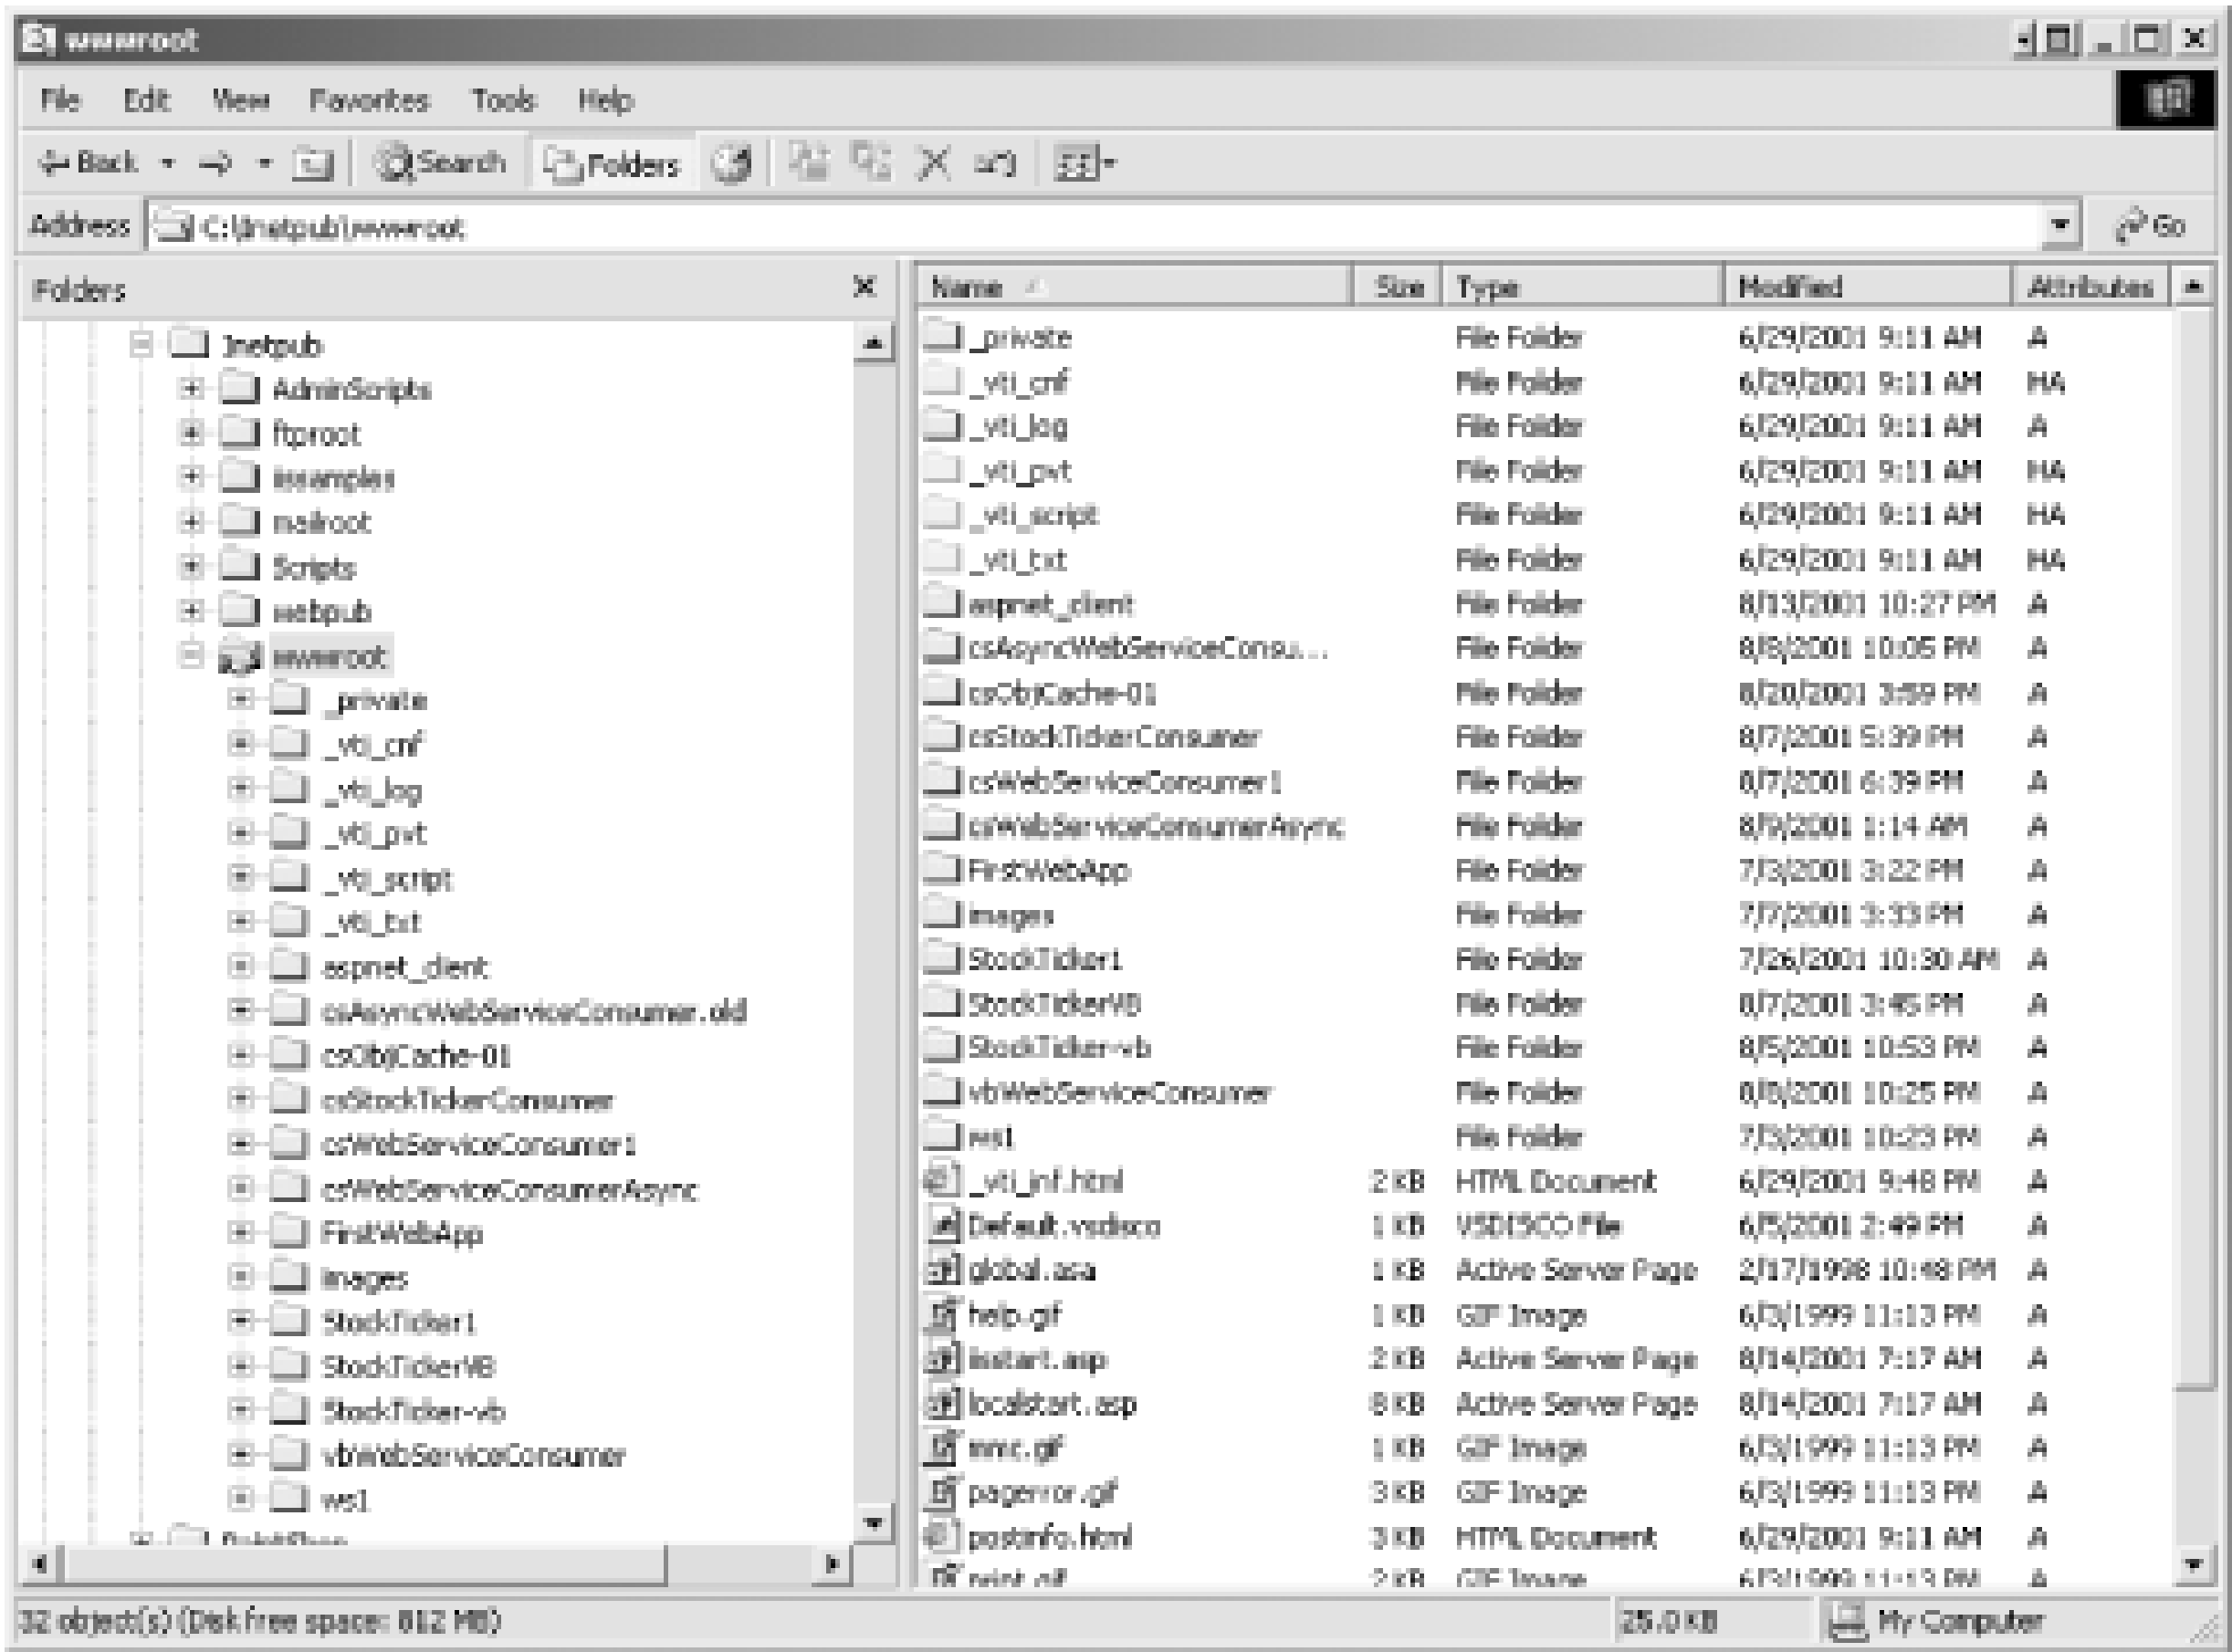 wwwroot
File Edit View Favorites Tools Help
Back Search Folders
Address C:\Inetpub\wwwroot Go
Folders
Inetpub
AdminScripts
ftproot
iissamples
mailroot
Scripts
webpub
wwwroot
_private
_vti_cnf
_vti_log
_vti_pvt
_vti_script
_vti_txt
aspnet_client
csAsyncWebServiceConsumer.old
csObjCache-01
csStockTickerConsumer
csWebServiceConsumer1
csWebServiceConsumerAsync
FirstWebApp
images
StockTicker1
StockTickerVB
StockTicker-vb
vbWebServiceConsumer
ws1
Name Size Type Modified Attributes
_private File Folder 6/29/2001 9:11 AM A
_vti_cnf File Folder 6/29/2001 9:11 AM HA
_vti_log File Folder 6/29/2001 9:11 AM A
_vti_pvt File Folder 6/29/2001 9:11 AM HA
_vti_script File Folder 6/29/2001 9:11 AM HA
_vti_txt File Folder 6/29/2001 9:11 AM HA
aspnet_client File Folder 8/13/2001 10:27 PM A
csAsyncWebServiceConsu... File Folder 8/8/2001 10:05 PM A
csObjCache-01 File Folder 8/20/2001 3:59 PM A
csStockTickerConsumer File Folder 8/7/2001 5:39 PM A
csWebServiceConsumer1 File Folder 8/7/2001 6:39 PM A
csWebServiceConsumerAsync File Folder 8/9/2001 1:14 AM A
FirstWebApp File Folder 7/3/2001 3:22 PM A
images File Folder 7/7/2001 3:33 PM A
StockTicker1 File Folder 7/26/2001 10:30 AM A
StockTickerVB File Folder 8/7/2001 3:45 PM A
StockTicker-vb File Folder 8/5/2001 10:53 PM A
vbWebServiceConsumer File Folder 8/8/2001 10:25 PM A
ws1 File Folder 7/3/2001 10:23 PM A
_vti_inf.html 2 KB HTML Document 6/29/2001 9:48 PM A
Default.vsdisco 1 KB VSDISCO File 6/5/2001 2:49 PM A
global.asa 1 KB Active Server Page 2/17/1998 10:48 PM A
help.gif 1 KB GIF Image 6/3/1999 11:13 PM A
iisstart.asp 2 KB Active Server Page 8/14/2001 7:17 AM A
localstart.asp 8 KB Active Server Page 8/14/2001 7:17 AM A
mmc.gif 1 KB GIF Image 6/3/1999 11:13 PM A
pagerror.gif 3 KB GIF Image 6/3/1999 11:13 PM A
postinfo.html 3 KB HTML Document 6/29/2001 9:11 AM A
print.gif 2 KB GIF Image 6/3/1999 11:13 PM A
32 object(s) (Disk free space: 812 MB) 25.0 KB My Computer